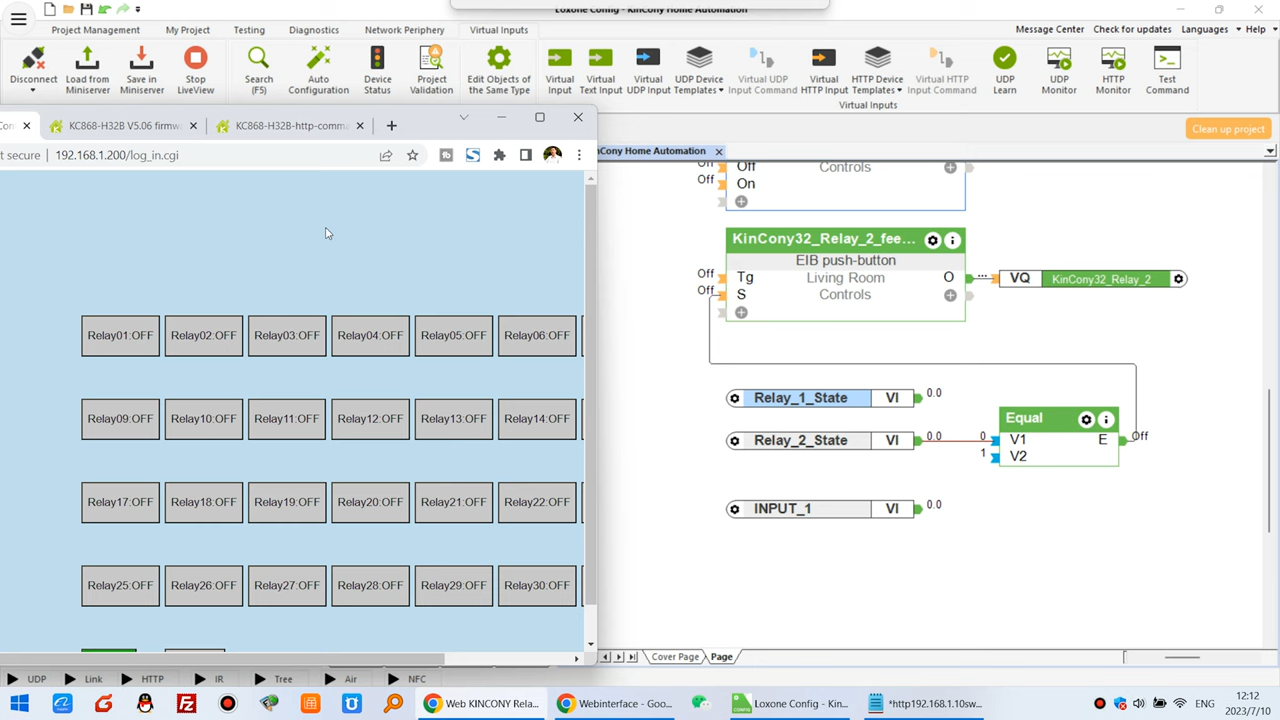 Loxone Config - KinCony Home Automation
Project Management My Project Testing Diagnostics Network Periphery Virtual Inputs Message Center Check for updates Languages Help
Disconnect
Load from Miniserver
Save in Miniserver
Stop LiveView
Search (F5)
Auto Configuration
Device Status
Project Validation
Edit Objects of the Same Type
Virtual Input
Virtual Text Input
Virtual UDP Input
UDP Device Templates
Virtual UDP Input Command
Virtual HTTP Input
HTTP Device Templates
Virtual HTTP Input Command
UDP Learn
UDP Monitor
HTTP Monitor
Test Command
Virtual Inputs
KC868-H32B V5.06 firmw
KC868-H32B-http-comma
Clean up project
t secure 192.168.1.200/log_in.cgi
nCony Home Automation
Relay01:OFF Relay02:OFF Relay03:OFF Relay04:OFF Relay05:OFF Relay06:OFF
Relay09:OFF Relay10:OFF Relay11:OFF Relay12:OFF Relay13:OFF Relay14:OFF
Relay17:OFF Relay18:OFF Relay19:OFF Relay20:OFF Relay21:OFF Relay22:OFF
Relay25:OFF Relay26:OFF Relay27:OFF Relay28:OFF Relay29:OFF Relay30:OFF
Off Off Controls
Off On
KinCony32_Relay_2_fee...
EIB push-button
Off Tg Living Room O ... VQ KinCony32_Relay_2
Off S Controls
Relay_1_State VI 0.0
Equal
Relay_2_State VI 0.0 0 V1 E Off
1 V2
INPUT_1 VI 0.0
Cover Page Page
UDP Link HTTP IR Tree Air NFC
Web KINCONY Rela...
Webinterface - Goo...
Loxone Config - Kin...
*http192.168.1.10sw...
ENG
12:12
2023/7/10